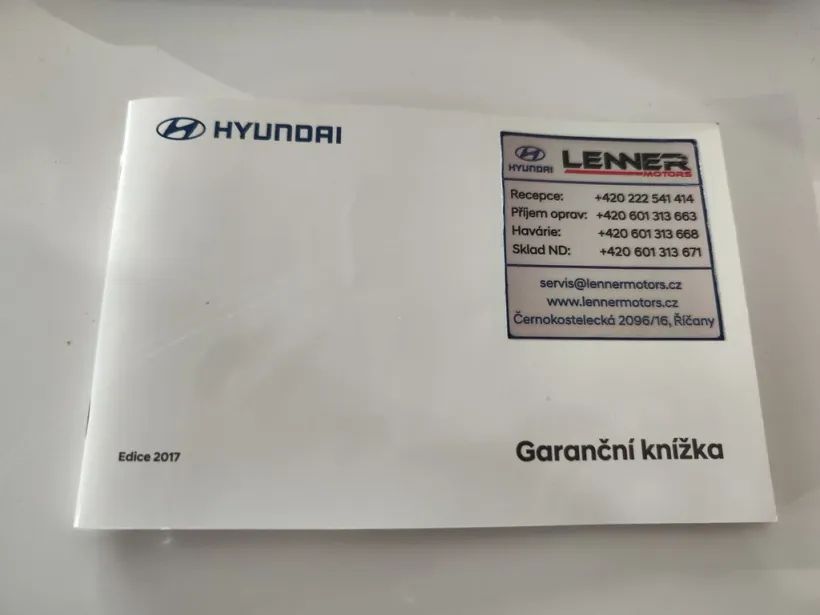 HYUNDAI
HYUNDAI LENNER MOTORS
Recepce: +420 222 541 414
Příjem oprav: +420 601 313 663
Havárie: +420 601 313 668
Sklad ND: +420 601 313 671
servis@lennermotors.cz
www.lennermotors.cz
Černokostelecká 2096/16, Říčany
Edice 2017
Garanční knížka